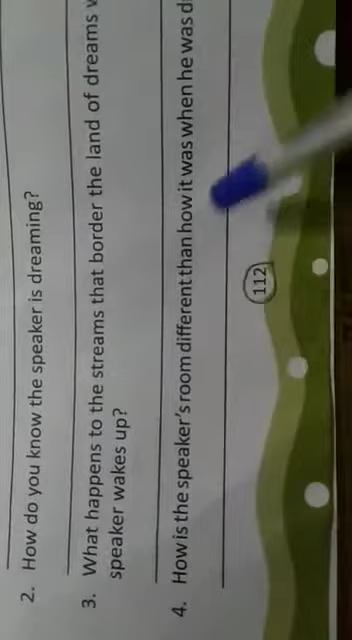 2. How do you know the speaker is dreaming?
3. What happens to the streams that border the land of dreams
speaker wakes up?
4. How is the speaker's room different than how it was when he was
112